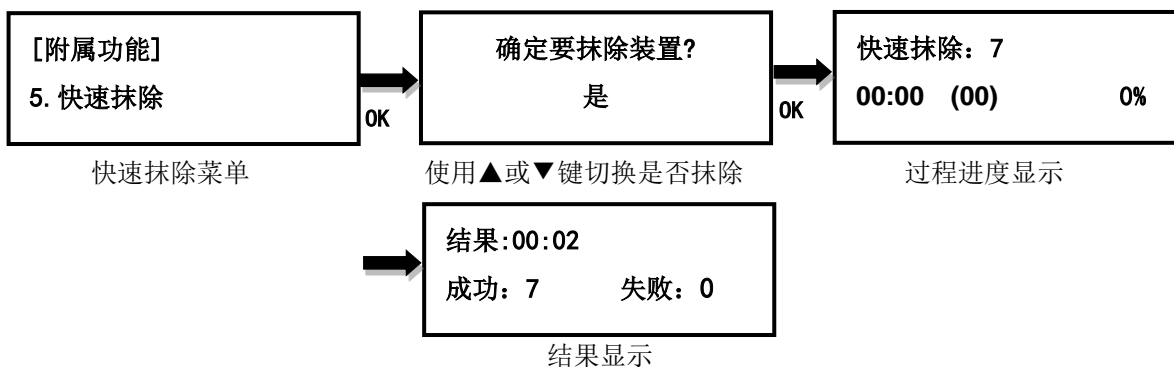 [附属功能]
5.快速抹除
OK
快速抹除菜单
确定要抹除装置?
是
OK
使用▲或▼键切换是否抹除
快速抹除：7
00:00 (00) 0%
过程进度显示
结果:00:02
成功：7 失败：0
结果显示